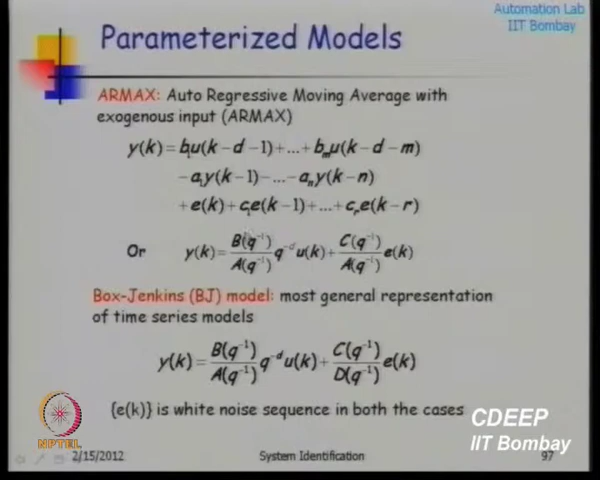 Automation Lab
IIT Bombay
Parameterized Models
ARMAX: Auto Regressive Moving Average with
exogenous input (ARMAX)
y(k) = b₁u(k − d − 1) + ... + bₘu(k − d − m)
− a₁y(k − 1) − ... − aₙy(k − n)
+ e(k) + c₁e(k − 1) + ... + cᵣe(k − r)
Or y(k) = B(q⁻¹)/A(q⁻¹) q⁻ᵈ u(k) + C(q⁻¹)/A(q⁻¹) e(k)
Box-Jenkins (BJ) model: most general representation
of time series models
y(k) = B(q⁻¹)/A(q⁻¹) q⁻ᵈ u(k) + C(q⁻¹)/D(q⁻¹) e(k)
{e(k)} is white noise sequence in both the cases
NPTEL
CDEEP
IIT Bombay
2/15/2012 System Identification 97